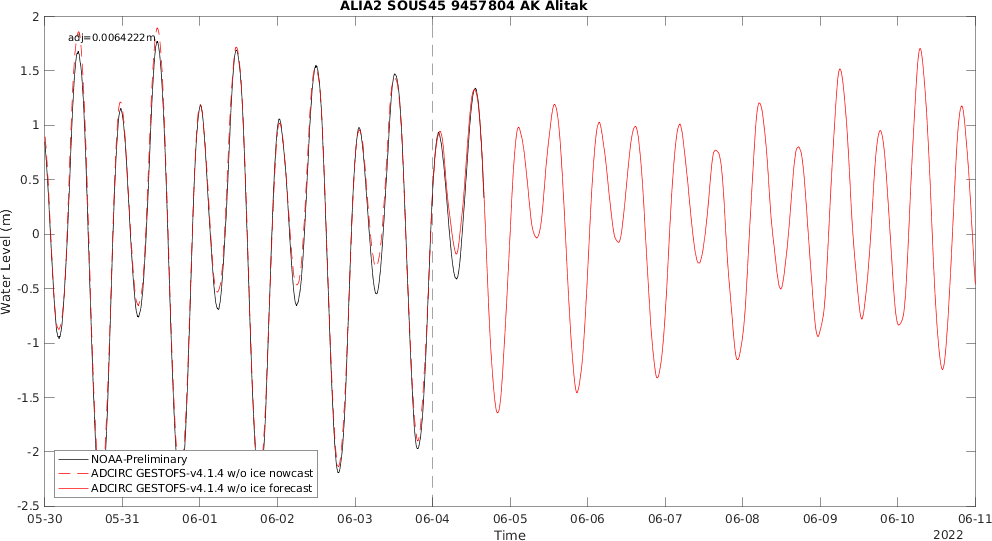 ALIA2 SOUS45 9457804 AK Alitak
adj=0.0064222m
2
1.5
1
0.5
0
-0.5
-1
-1.5
-2
-2.5
Water Level (m)
NOAA-Preliminary
ADCIRC GESTOFS-v4.1.4 w/o ice nowcast
ADCIRC GESTOFS-v4.1.4 w/o ice forecast
05-30 05-31 06-01 06-02 06-03 06-04 06-05 06-06 06-07 06-08 06-09 06-10 06-11
Time
2022